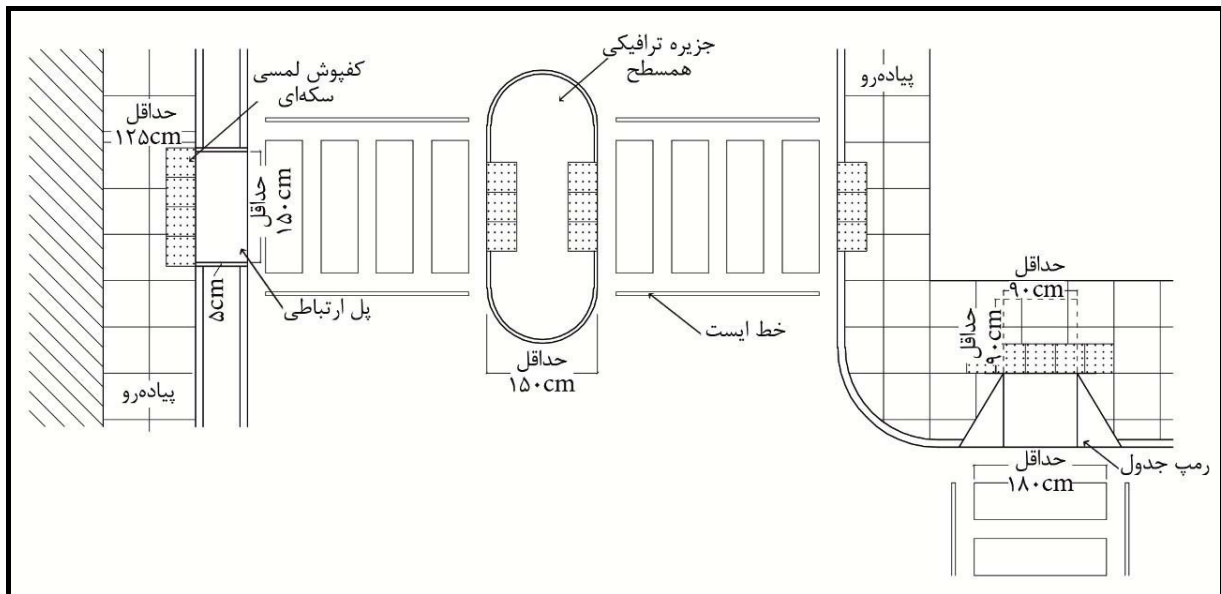 جزیره ترافیکی
همسطح
پیاده‌رو
کفپوش لمسی
سکه‌ای
حداقل
۱۲۵cm
حداقل
۱۵۰cm
۵cm
پل ارتباطی
خط ایست
حداقل
۱۵۰cm
پیاده‌رو
حداقل
۹۰cm
حداقل
۹۰cm
رمپ جدول
حداقل
۱۸۰cm